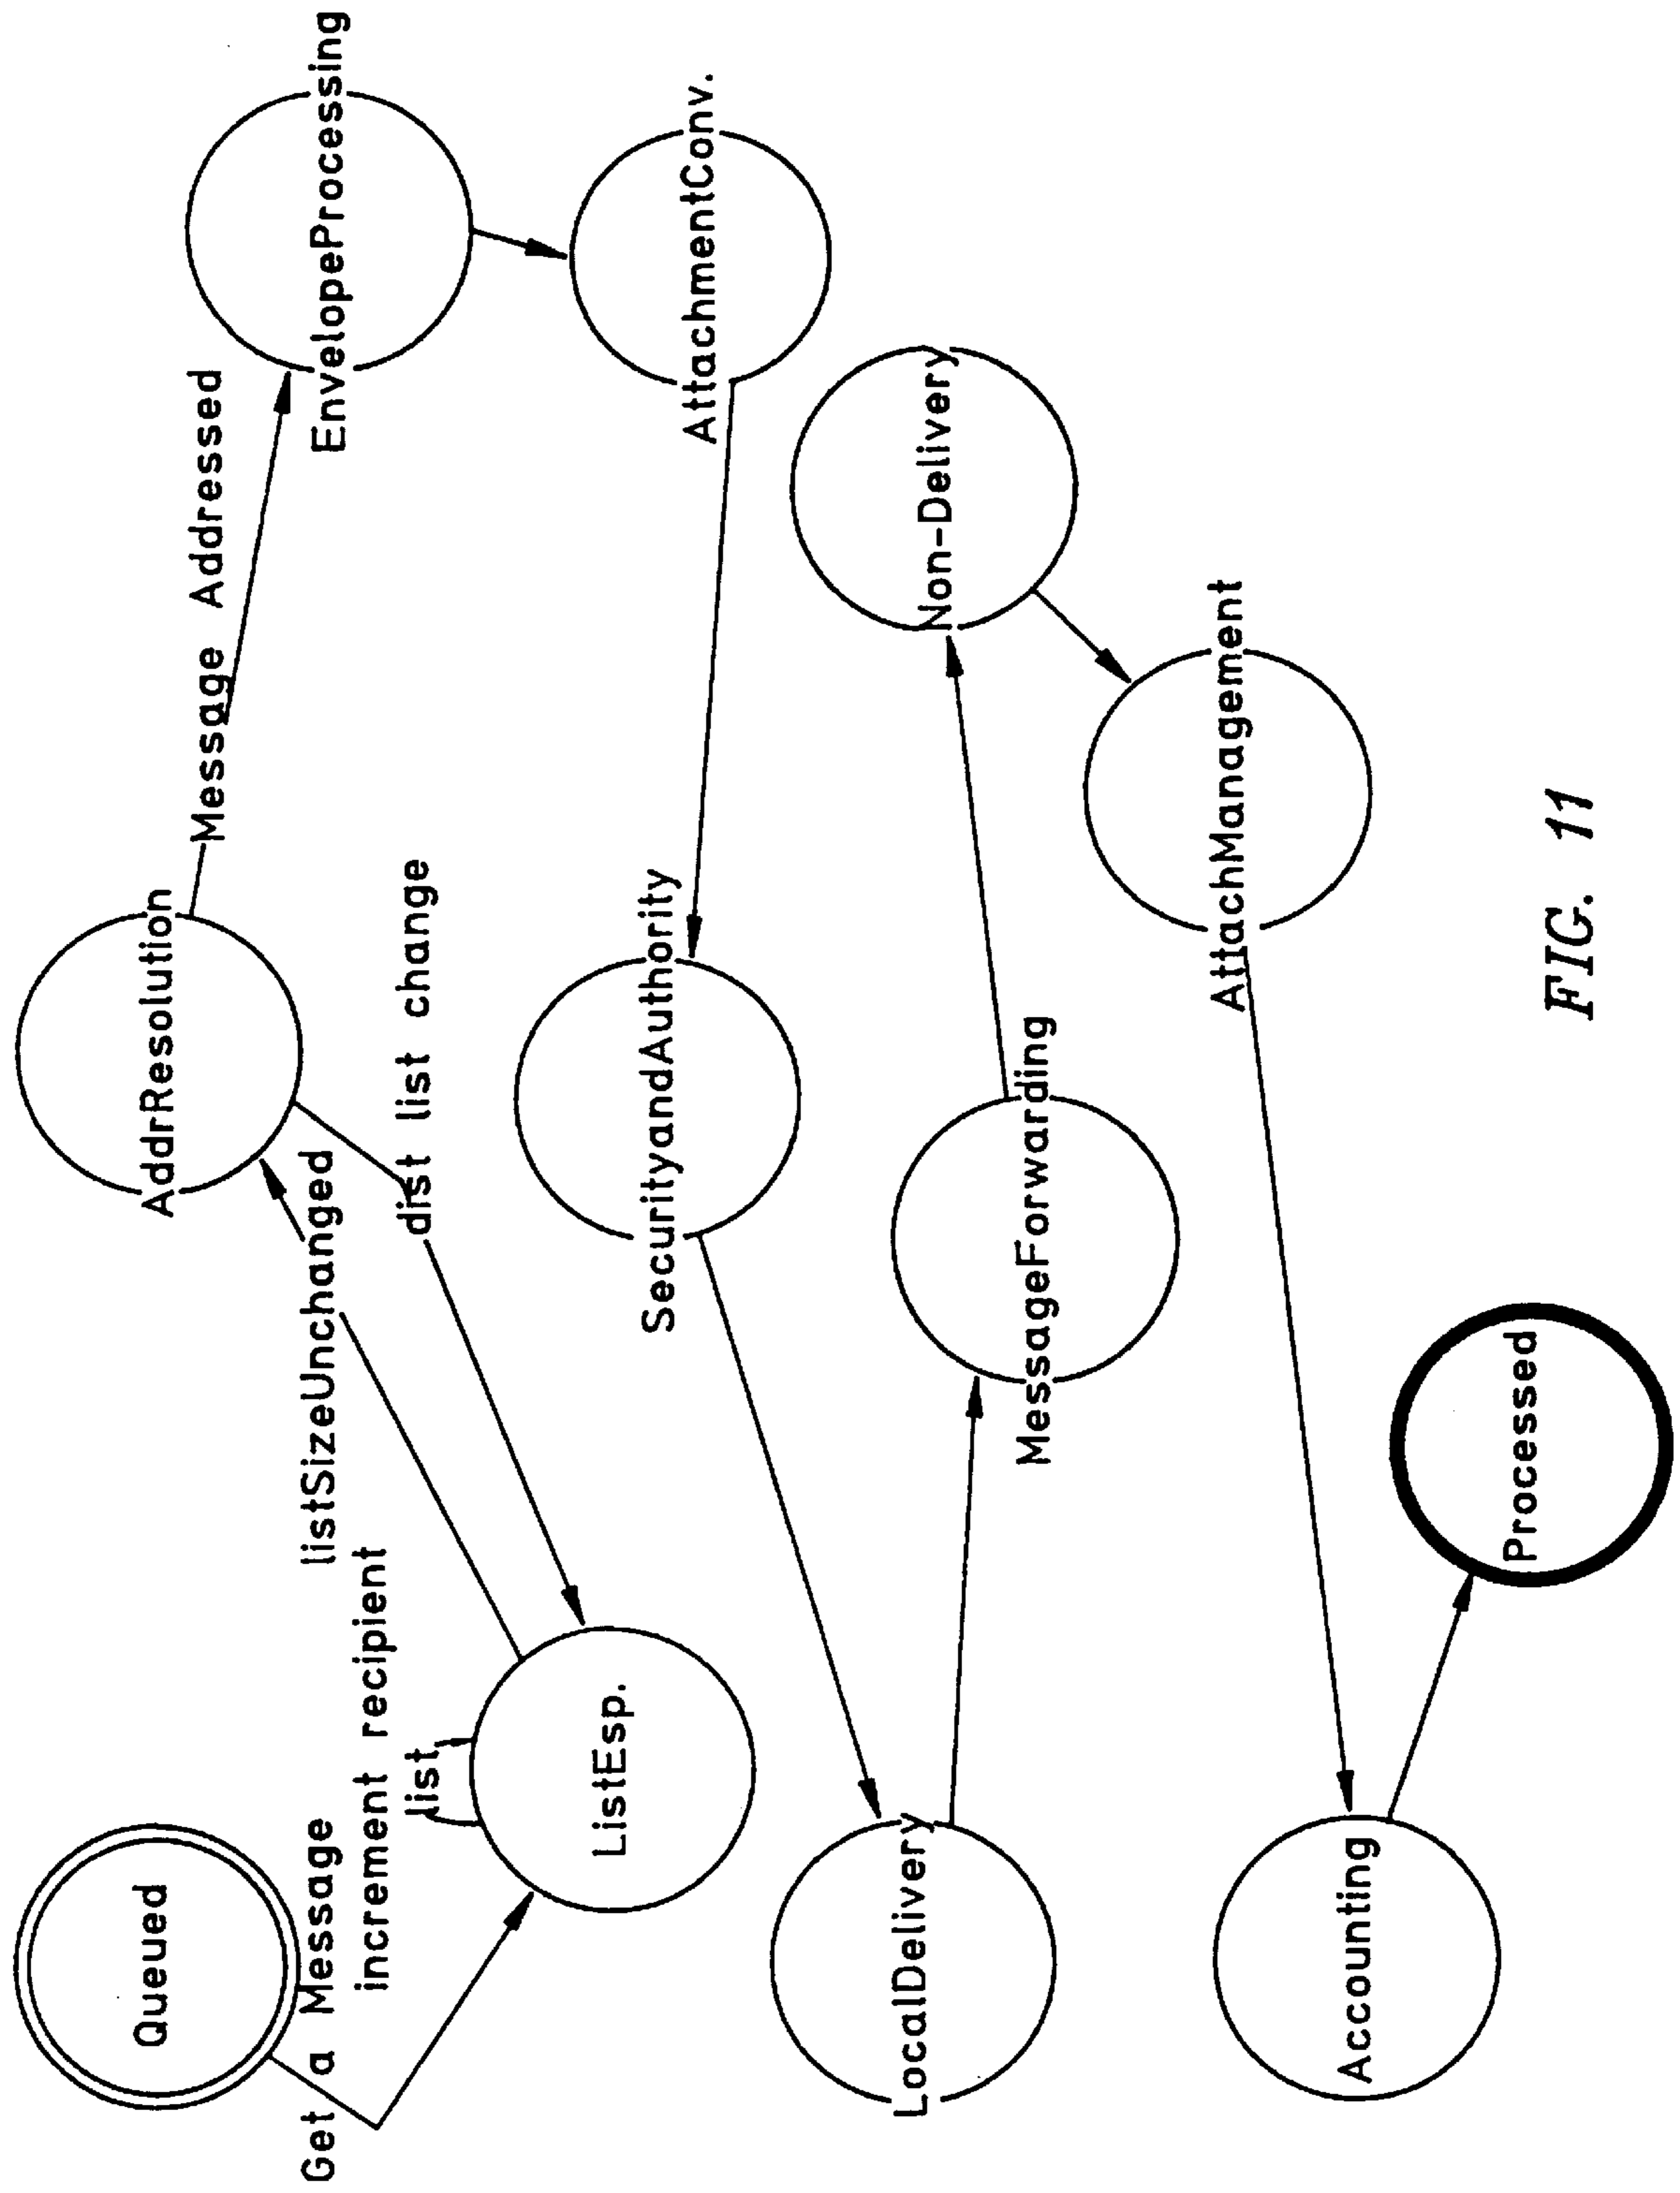 Queued
AddrResolution
Message Addressed
EnvelopeProcessing
Get a Message
listSizeUnchanged
increment recipient
list
dist list change
ListEsp.
SecurityandAuthority
AttachmentConv.
LocalDelivery
MessageForwarding
Non-Delivery
AttachManagement
Accounting
Processed
FIG. 11